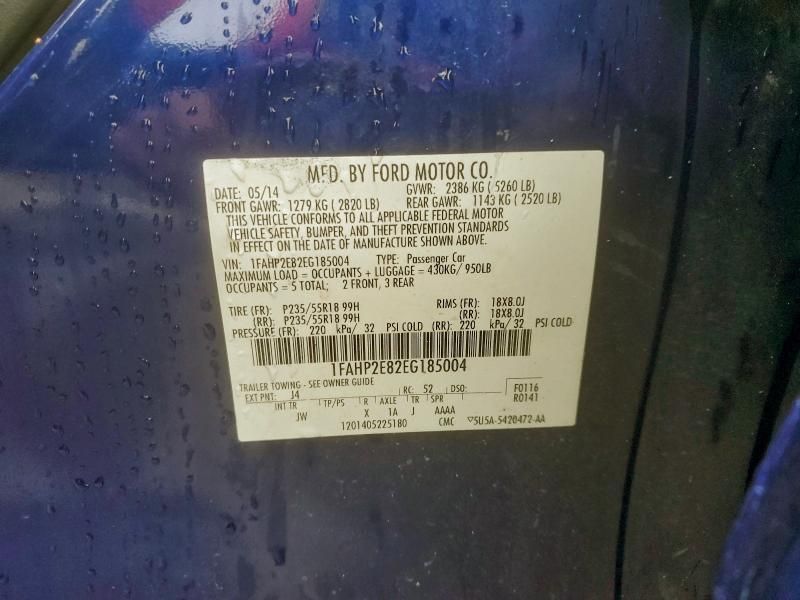 MFD. BY FORD MOTOR CO.
DATE: 05/14 GVWR: 2386 KG ( 5260 LB)
FRONT GAWR: 1279 KG ( 2820 LB) REAR GAWR: 1143 KG ( 2520 LB)
THIS VEHICLE CONFORMS TO ALL APPLICABLE FEDERAL MOTOR
VEHICLE SAFETY, BUMPER, AND THEFT PREVENTION STANDARDS
IN EFFECT ON THE DATE OF MANUFACTURE SHOWN ABOVE.
VIN: 1FAHP2E82EG185004 TYPE: Passenger Car
MAXIMUM LOAD = OCCUPANTS + LUGGAGE = 430KG/ 950LB
OCCUPANTS = 5 TOTAL; 2 FRONT, 3 REAR
TIRE (FR): P235/55R18 99H RIMS (FR): 18X8.0J
(RR): P235/55R18 99H (RR): 18X8.0J
PRESSURE (FR): 220 kPa/ 32 PSI COLD (RR): 220 kPa/ 32 PSI COLD
1FAHP2E82EG185004
TRAILER TOWING - SEE OWNER GUIDE
EXT PNT: J4 RC: 52 DSO: F0116
INT TR TP/PS R AXLE TR SPR R0141
JW X 1A J AAAA
1201405225180 CMC ▽5U5A-5420472-AA